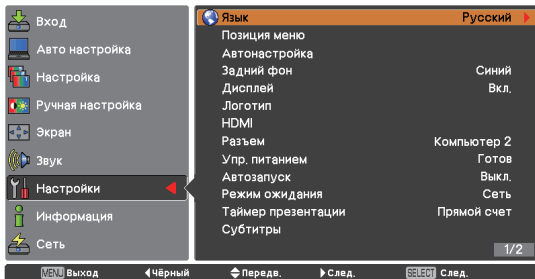 Вход
Авто настройка
Настройка
Ручная настройка
Экран
Звук
Настройки
Информация
Сеть
Язык Русский
Позиция меню
Автонастройка
Задний фон Синий
Дисплей Вкл.
Логотип
HDMI
Разъем Компьютер 2
Упр. питанием Готов
Автозапуск Выкл.
Режим ожидания Сеть
Таймер презентации Прямой счет
Субтитры
1/2
MENU Выход Чёрный Передв. След. SELECT След.